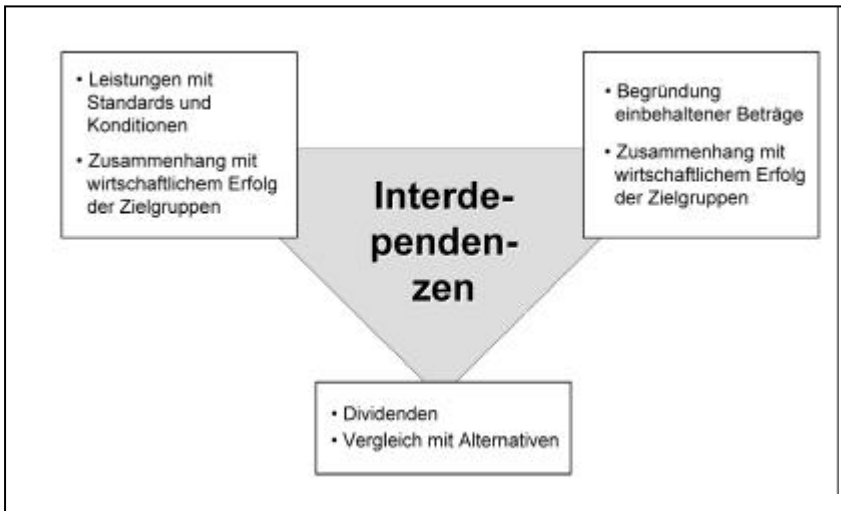 • Leistungen mit
Standards und
Konditionen
• Zusammenhang mit
wirtschaftlichem Erfolg
der Zielgruppen
• Begründung
einbehaltener Beträge
• Zusammenhang mit
wirtschaftlichem Erfolg
der Zielgruppen
Interde-
penden-
zen
• Dividenden
• Vergleich mit Alternativen